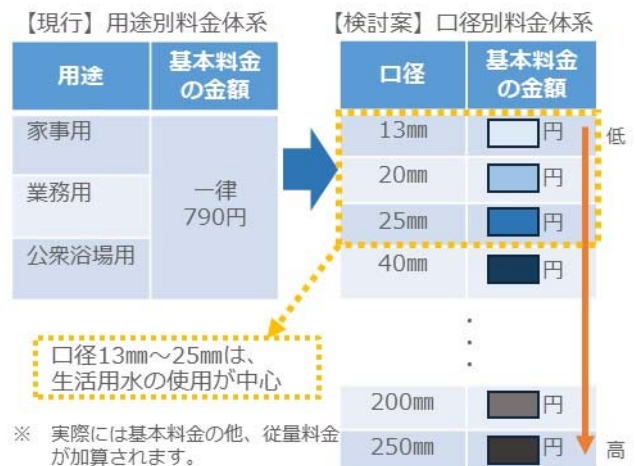 【現行】用途別料金体系
用途
基本料金
の金額
家事用
業務用
公衆浴場用
一律
790円
【検討案】口径別料金体系
口径
基本料金
の金額
13㎜ 円 低
20㎜ 円
25㎜ 円
40㎜ 円
・
・
・
200㎜ 円
250㎜ 円 高
口径13㎜～25㎜は、
生活用水の使用が中心
※ 実際には基本料金の他、従量料金
が加算されます。